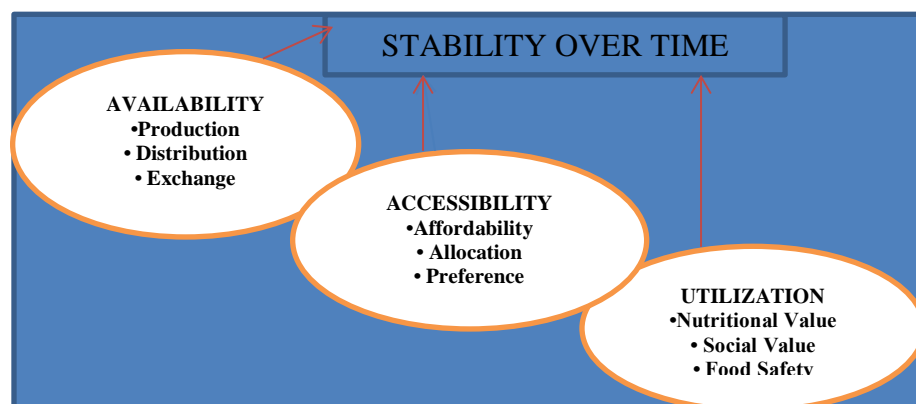 STABILITY OVER TIME
AVAILABILITY
•Production
• Distribution
• Exchange
ACCESSIBILITY
•Affordability
• Allocation
• Preference
UTILIZATION
•Nutritional Value
• Social Value
• Food Safety